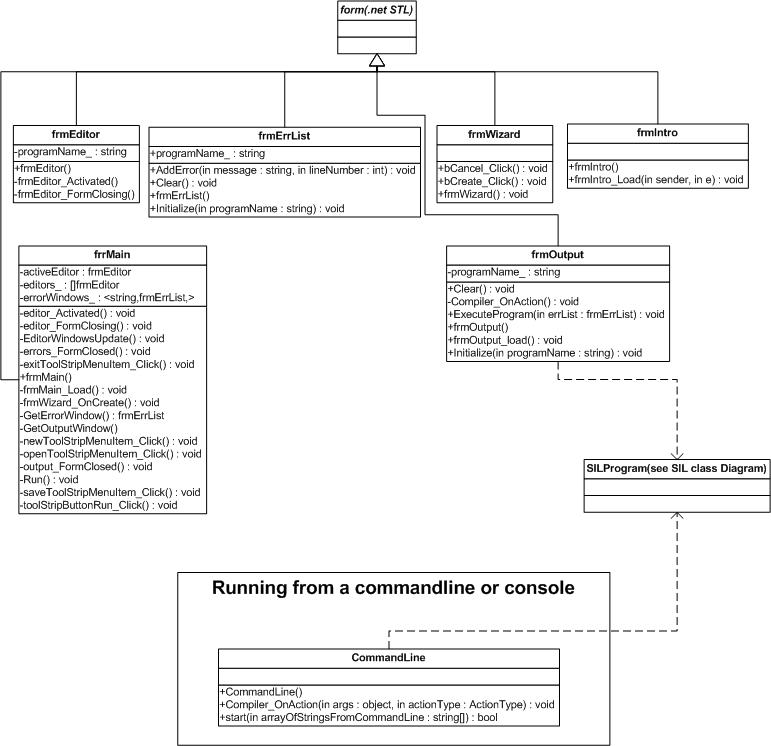 form(.net STL)
frmEditor
-programName_ : string
+frmEditor()
-frmEditor_Activated()
-frmEditor_FormClosing()
frmErrList
+programName_ : string
+AddError(in message : string, in lineNumber : int) : void
+Clear() : void
+frmErrList()
+Initialize(in programName : string) : void
frmWizard
+bCancel_Click() : void
+bCreate_Click() : void
+frmWizard() : void
frmIntro
+frmIntro()
+frmIntro_Load(in sender, in e) : void
frrMain
-activeEditor : frmEditor
-editors_ : []frmEditor
-errorWindows_ : <string,frmErrList,>
-editor_Activated() : void
-editor_FormClosing() : void
-EditorWindowsUpdate() : void
-errors_FormClosed() : void
-exitToolStripMenuItem_Click() : void
+frmMain()
-frmMain_Load() : void
-frmWizard_OnCreate() : void
-GetErrorWindow() : frmErrList
-GetOutputWindow()
-newToolStripMenuItem_Click() : void
-openToolStripMenuItem_Click() : void
-output_FormClosed() : void
-Run() : void
-saveToolStripMenuItem_Click() : void
-toolStripButtonRun_Click() : void
frmOutput
-programName_ : string
+Clear() : void
-Compiler_OnAction() : void
+ExecuteProgram(in errList : frmErrList) : void
+frmOutput()
+frmOutput_load() : void
+Initialize(in programName : string) : void
SILProgram(see SIL class Diagram)
Running from a commandline or console
CommandLine
+CommandLine()
+Compiler_OnAction(in args : object, in actionType : ActionType) : void
+start(in arrayOfStringsFromCommandLine : string[]) : bool